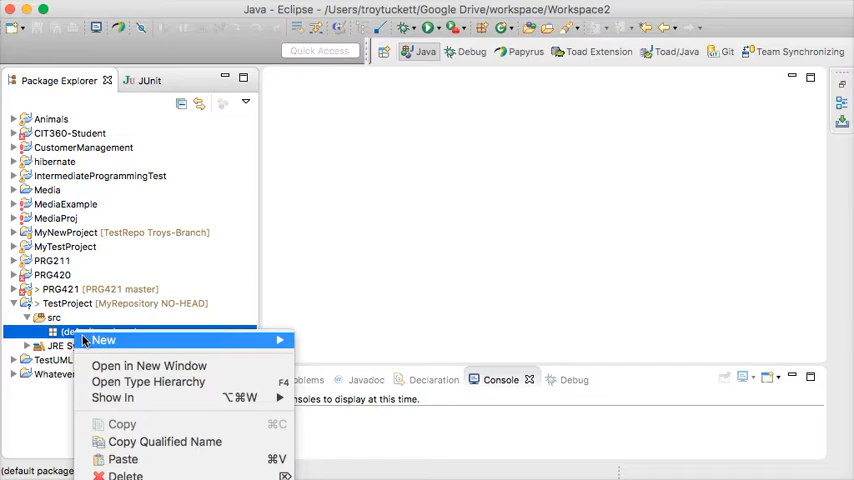 Java - Eclipse - /Users/troytuckett/Google Drive/workspace/Workspace2
Quick Access
Java
Debug
Papyrus
Toad Extension
Toad/Java
Git
Team Synchronizing
Package Explorer
Ju JUnit
Animals
CIT360-Student
CustomerManagement
hibernate
IntermediateProgrammingTest
Media
MediaExample
MediaProj
MyNewProject [TestRepo Troys-Branch)
MyTestProject
PRG211
PRG420
> PRG421 [PRG421 master)
> TestProject [MyRepository NO-HEAD)
src
(def
JRE Sy
TestUML
Whatever
New
Open in New Window
Open Type Hierarchy F4
Show In ⌥⌘W
Copy ⌘C
Copy Qualified Name
Paste ⌘V
Delete
oblems
Javadoc
Declaration
Console
Debug
onsoles to display at this time.
(default package